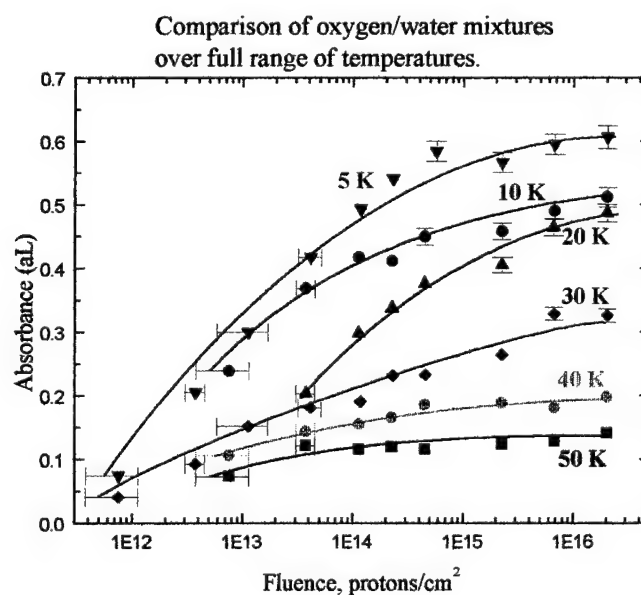 Comparison of oxygen/water mixtures
over full range of temperatures.
0.7
0.6
0.5
0.4
0.3
0.2
0.1
0.0
Absorbance (aL)
5 K
10 K
20 K
30 K
40 K
50 K
1E12 1E13 1E14 1E15 1E16
Fluence, protons/cm²